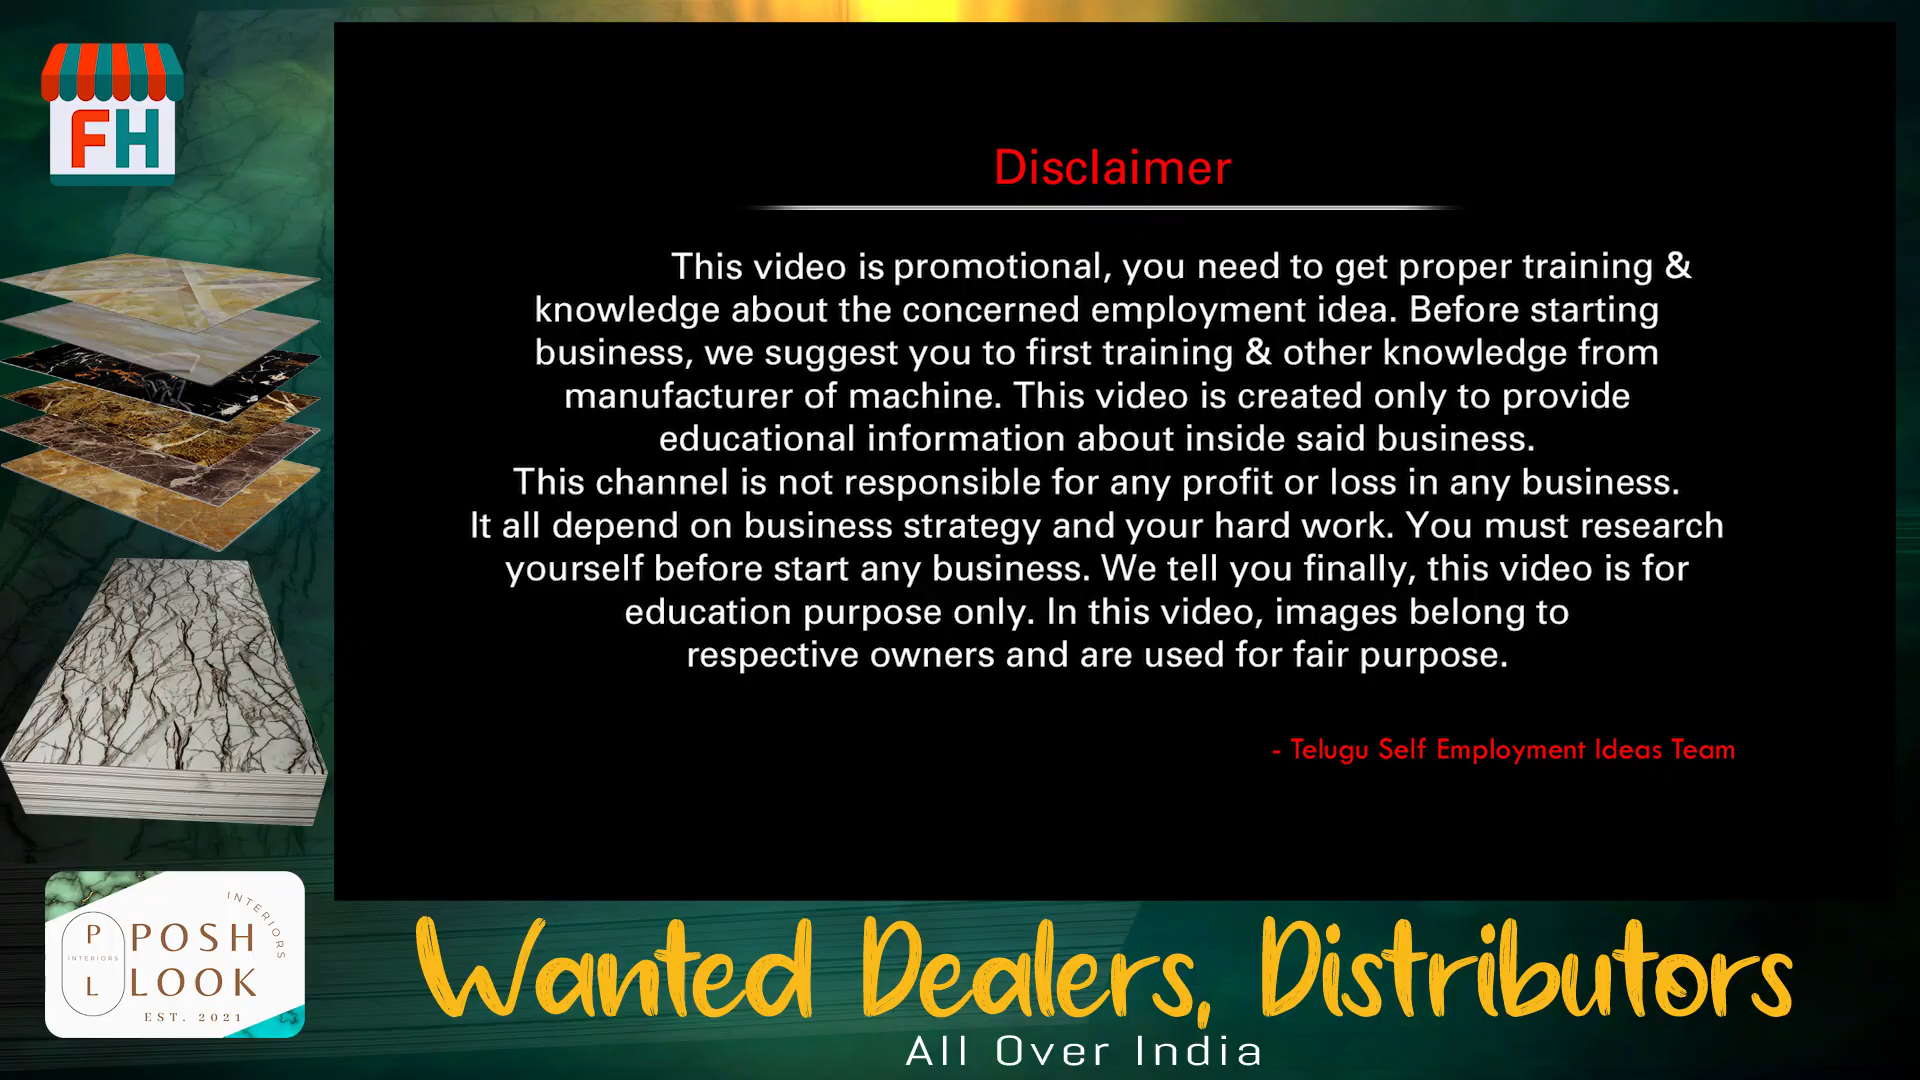 FH
Disclaimer
This video is promotional, you need to get proper training &
knowledge about the concerned employment idea. Before starting
business, we suggest you to first training & other knowledge from
manufacturer of machine. This video is created only to provide
educational information about inside said business.
This channel is not responsible for any profit or loss in any business.
It all depend on business strategy and your hard work. You must research
yourself before start any business. We tell you finally, this video is for
education purpose only. In this video, images belong to
respective owners and are used for fair purpose.
- Telugu Self Employment Ideas Team
P
INTERIORS
L
POSH
LOOK
INTERIORS
EST. 2021
Wanted Dealers, Distributors
All Over India